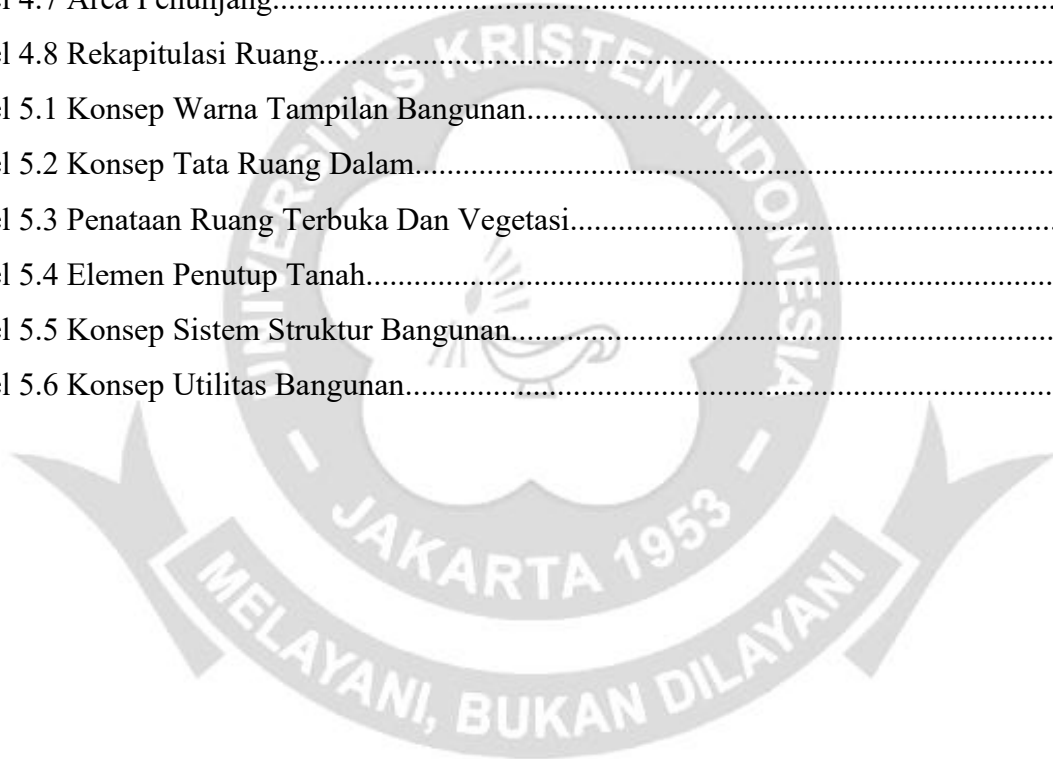 el 4.7 Area Penunjang....................................................................................................
el 4.8 Rekapitulasi Ruang..............................................................................................
el 5.1 Konsep Warna Tampilan Bangunan....................................................................
el 5.2 Konsep Tata Ruang Dalam..................................................................................
el 5.3 Penataan Ruang Terbuka Dan Vegetasi..............................................................
el 5.4 Elemen Penutup Tanah........................................................................................
el 5.5 Konsep Sistem Struktur Bangunan......................................................................
el 5.6 Konsep Utilitas Bangunan...................................................................................
UNIVERSITAS KRISTEN INDONESIA
- JAKARTA 1953 -
MELAYANI, BUKAN DILAYANI